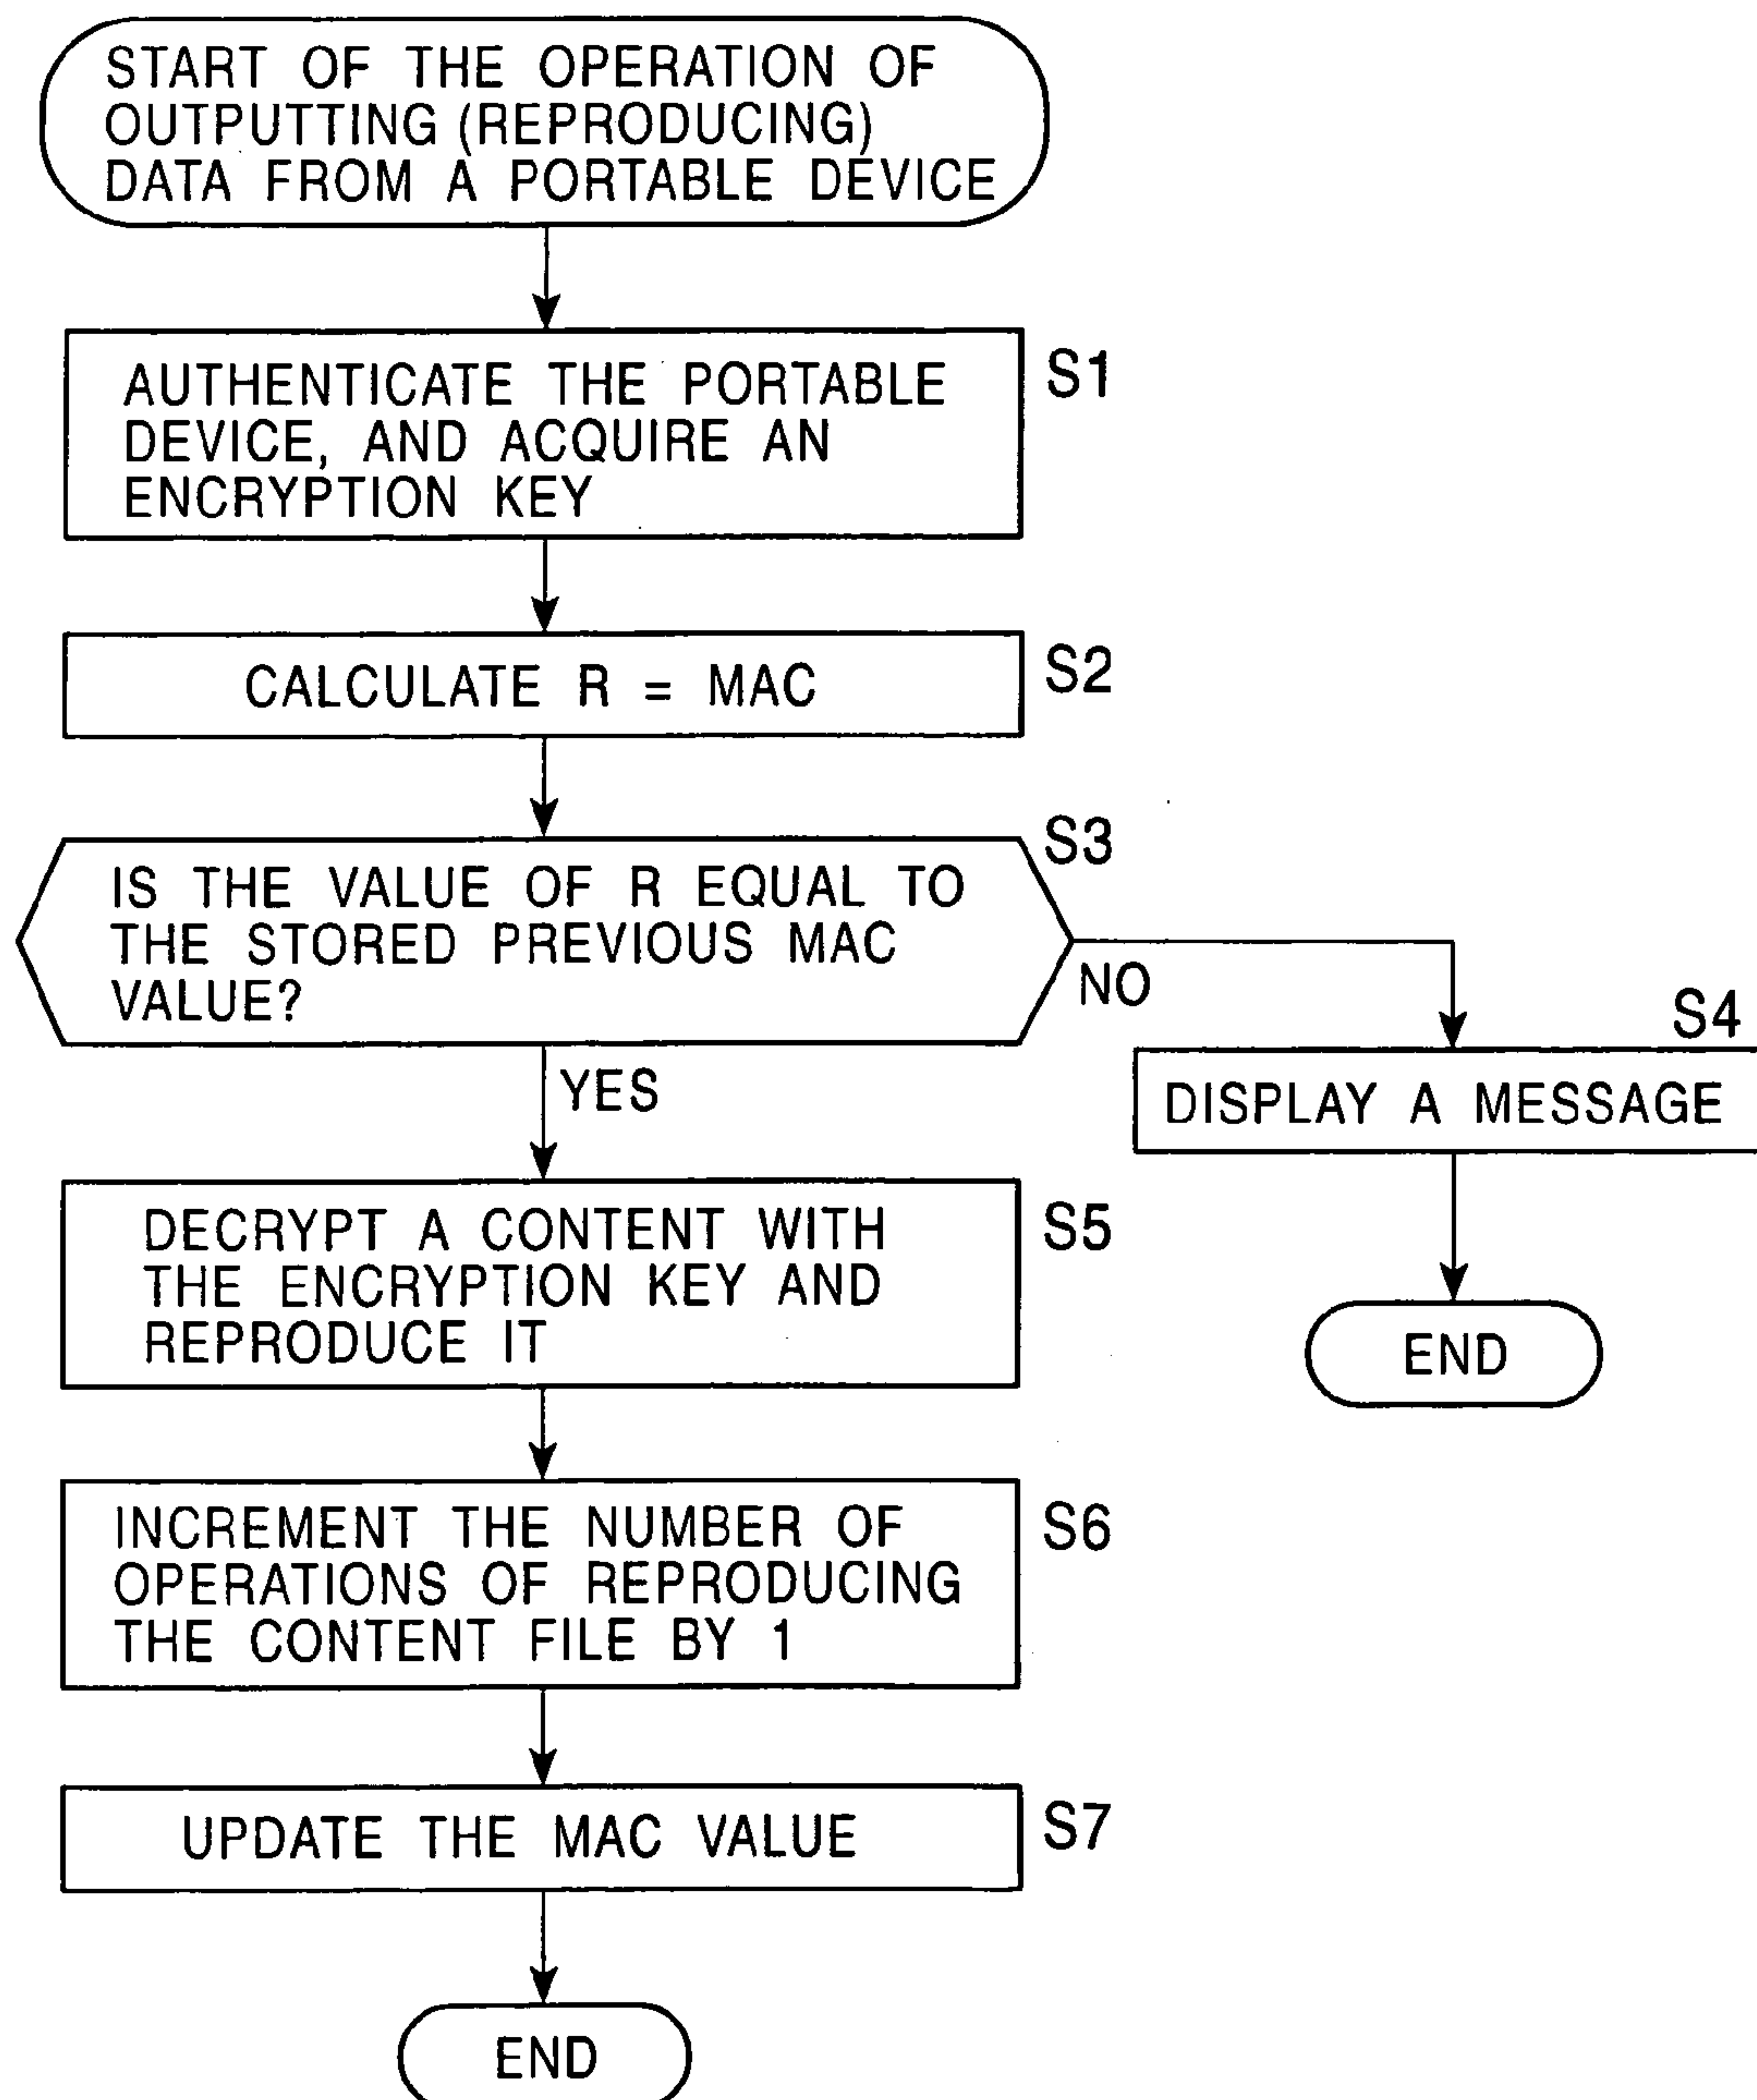 START OF THE OPERATION OF
OUTPUTTING (REPRODUCING)
DATA FROM A PORTABLE DEVICE
AUTHENTICATE THE PORTABLE
DEVICE, AND ACQUIRE AN
ENCRYPTION KEY
S1
CALCULATE R = MAC
S2
IS THE VALUE OF R EQUAL TO
THE STORED PREVIOUS MAC
VALUE?
S3
NO
S4
DISPLAY A MESSAGE
END
YES
DECRYPT A CONTENT WITH
THE ENCRYPTION KEY AND
REPRODUCE IT
S5
INCREMENT THE NUMBER OF
OPERATIONS OF REPRODUCING
THE CONTENT FILE BY 1
S6
UPDATE THE MAC VALUE
S7
END